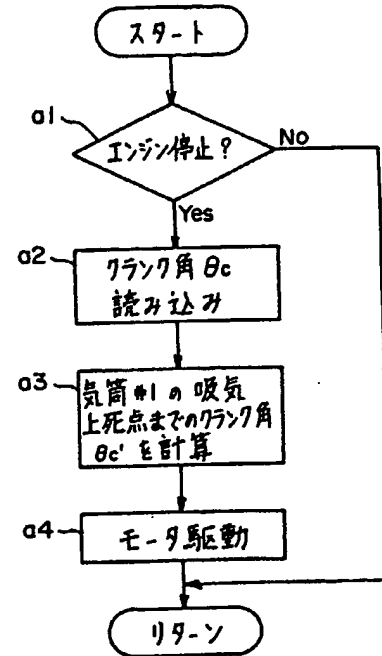 スタート
a1
エンジン停止?
No
Yes
a2
クランク角 θc
読み込み
a3
気筒#1の吸気
上死点までのクランク角
θc' を計算
a4
モータ駆動
リターン